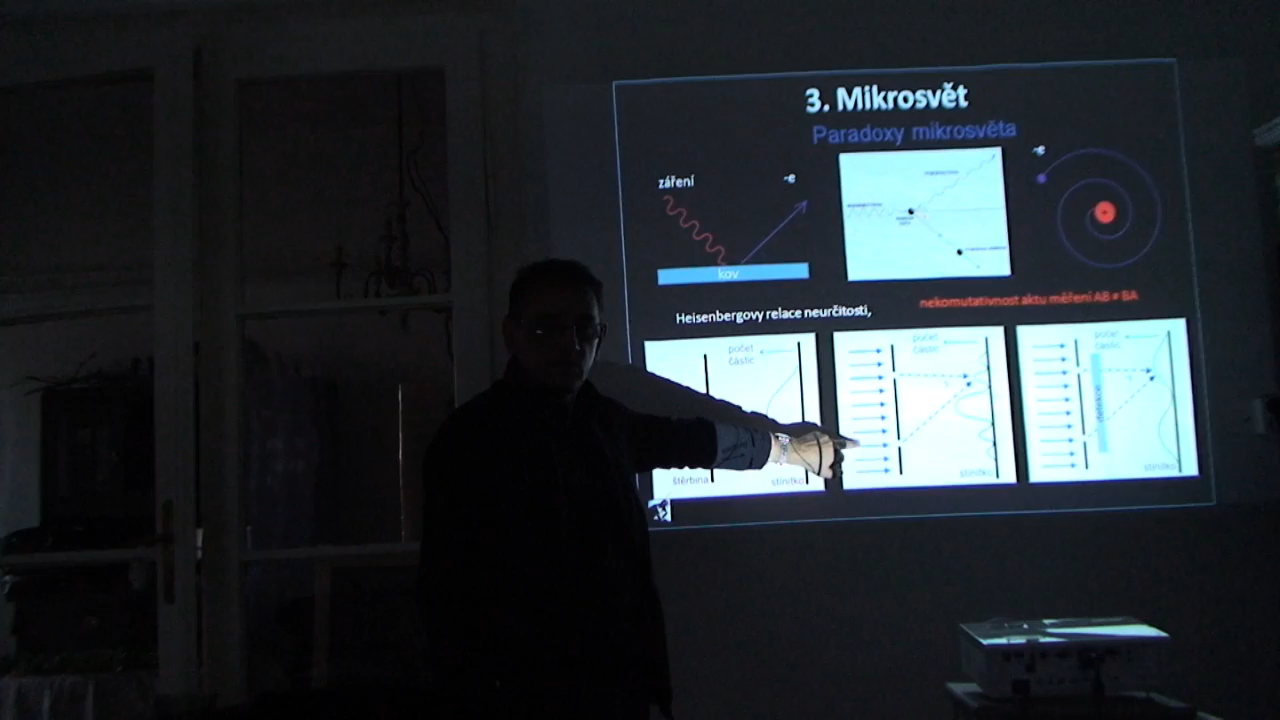 3. Mikrosvět
Paradoxy mikrosvěta
záření
-e
kov
-e
Heisenbergovy relace neurčitosti,
nekomutativnost aktu měření AB ≠ BA
počet
částic
štěrbina
stínítko
počet
částic
stínítko
počet
částic
detekce
stínítko